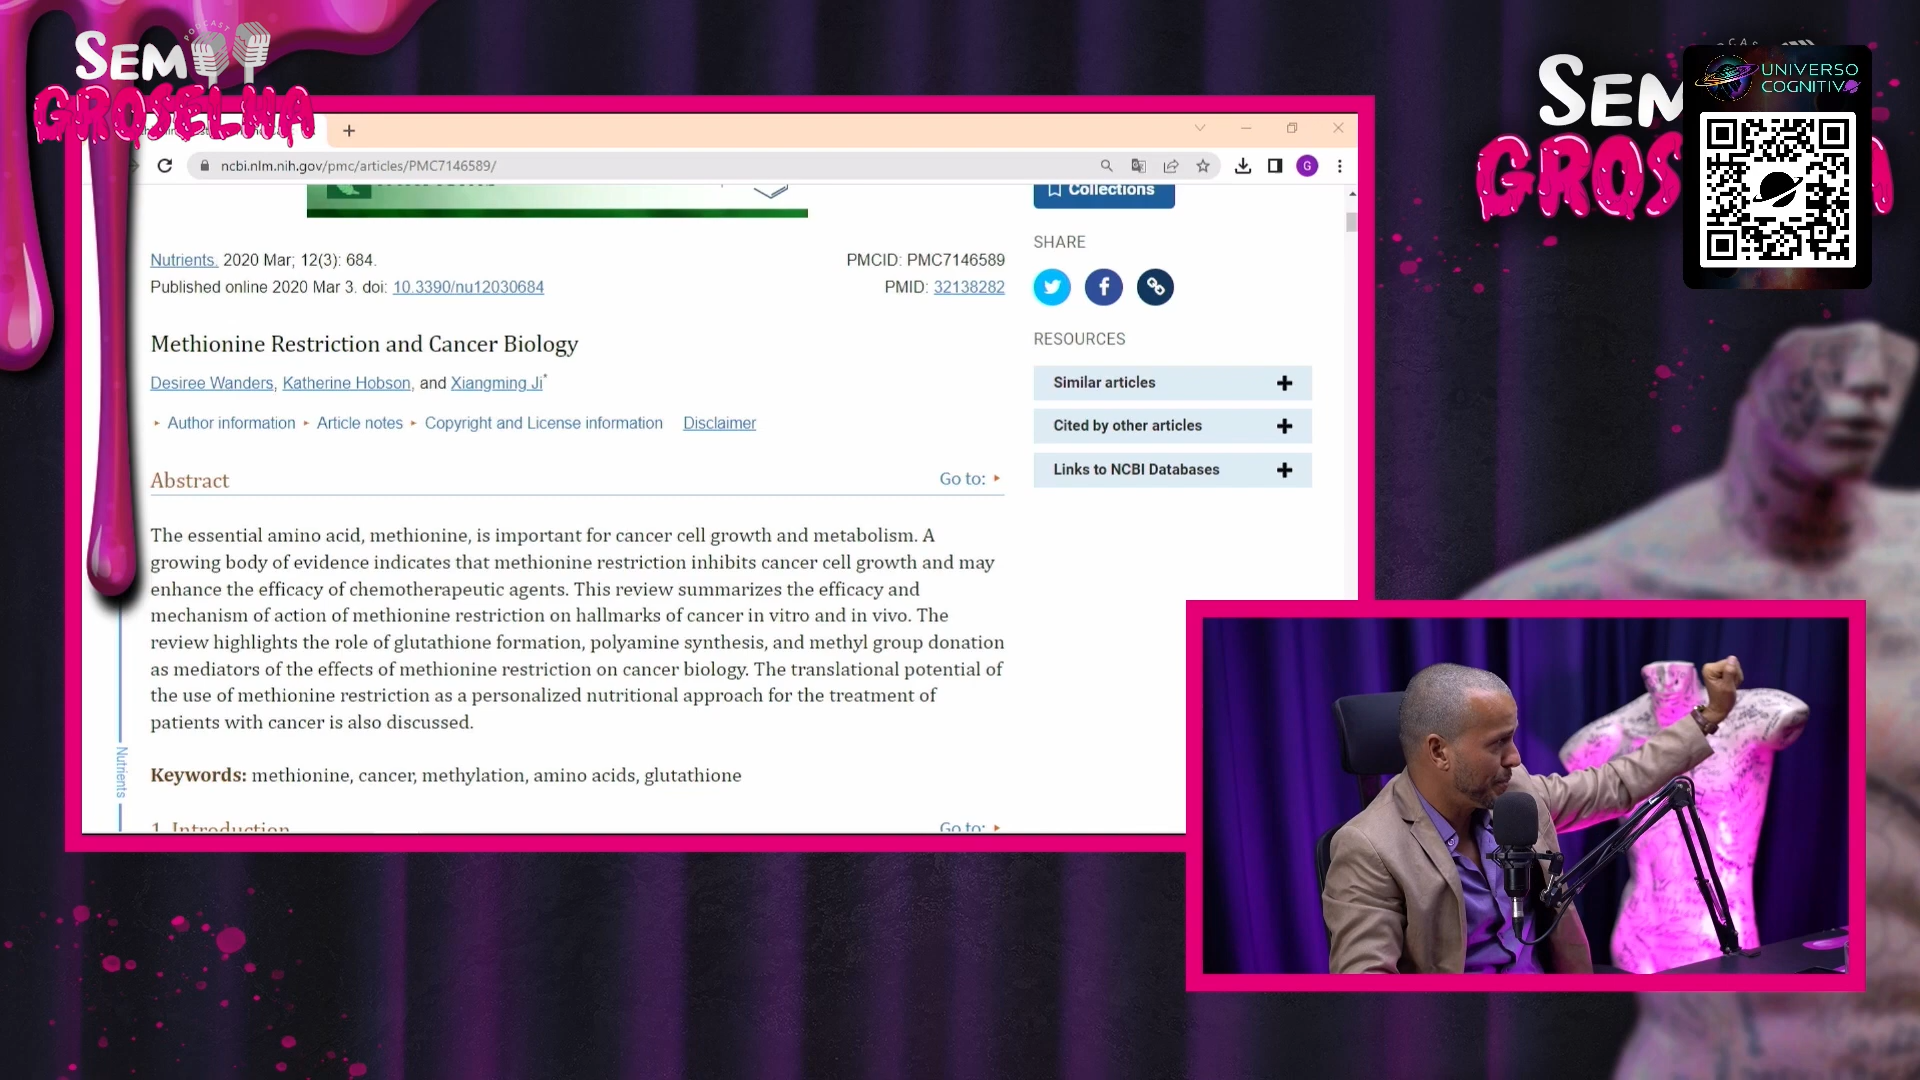 PODCAST
SEM
GROSELHA
SEM
UNIVERSO
COGNITIVO
ncbi.nlm.nih.gov/pmc/articles/PMC7146589/
G
Collections
Nutrients. 2020 Mar; 12(3): 684.
PMCID: PMC7146589
Published online 2020 Mar 3. doi: 10.3390/nu12030684
PMID: 32138282
SHARE
Methionine Restriction and Cancer Biology
RESOURCES
Desiree Wanders, Katherine Hobson, and Xiangming Ji*
Similar articles
Author information Article notes Copyright and License information Disclaimer
Cited by other articles
Links to NCBI Databases
Abstract
Go to:
The essential amino acid, methionine, is important for cancer cell growth and metabolism. A
growing body of evidence indicates that methionine restriction inhibits cancer cell growth and may
enhance the efficacy of chemotherapeutic agents. This review summarizes the efficacy and
mechanism of action of methionine restriction on hallmarks of cancer in vitro and in vivo. The
review highlights the role of glutathione formation, polyamine synthesis, and methyl group donation
as mediators of the effects of methionine restriction on cancer biology. The translational potential of
the use of methionine restriction as a personalized nutritional approach for the treatment of
patients with cancer is also discussed.
Nutrients
Keywords: methionine, cancer, methylation, amino acids, glutathione
1. Introduction
Go to: